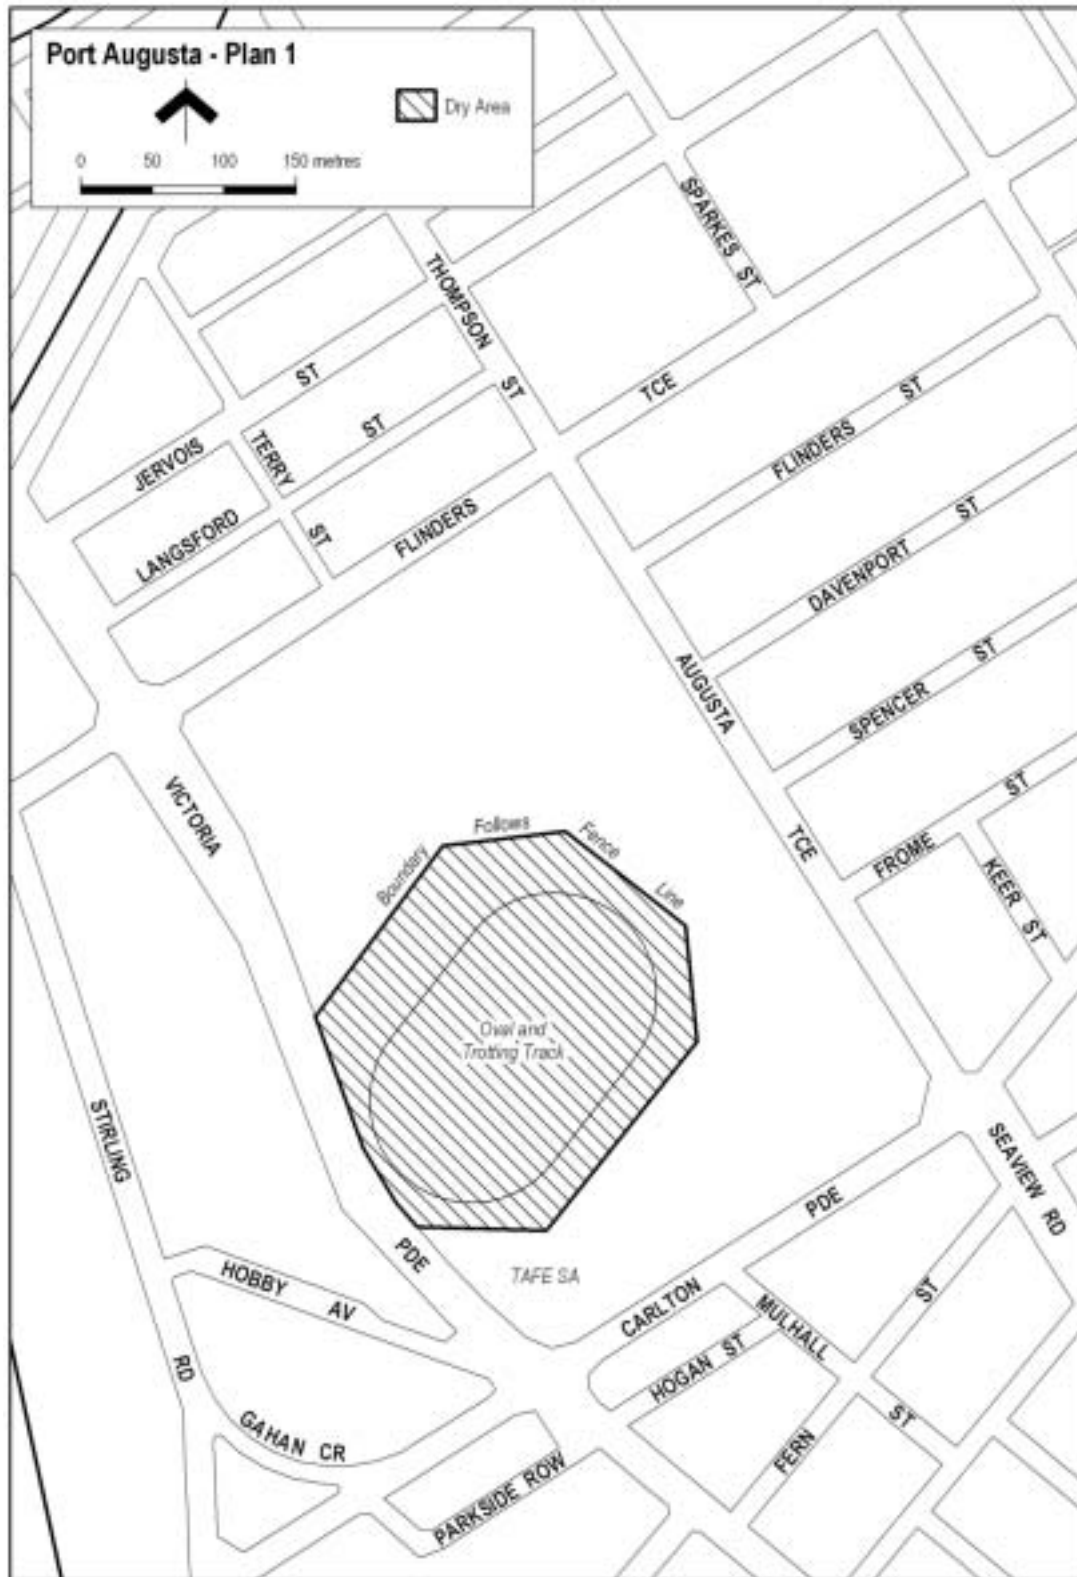 Port Augusta - Plan 1
Dry Area
0 50 100 150 metres
SPARKES ST
THOMPSON ST
JERVOIS ST
TERRY ST
LANGSFORD ST
FLINDERS
TCE
FLINDERS ST
DAVENPORT ST
SPENCER ST
AUGUSTA TCE
FROME ST
KEER ST
VICTORIA PDE
Boundary Follows Fence Line
Oval and
Trotting Track
STIRLING RD
SEAVIEW RD
TAFE SA
CARLTON PDE
HOBBY AV
MULHALL ST
HOGAN ST
FERN ST
GAHAN CR
PARKSIDE ROW